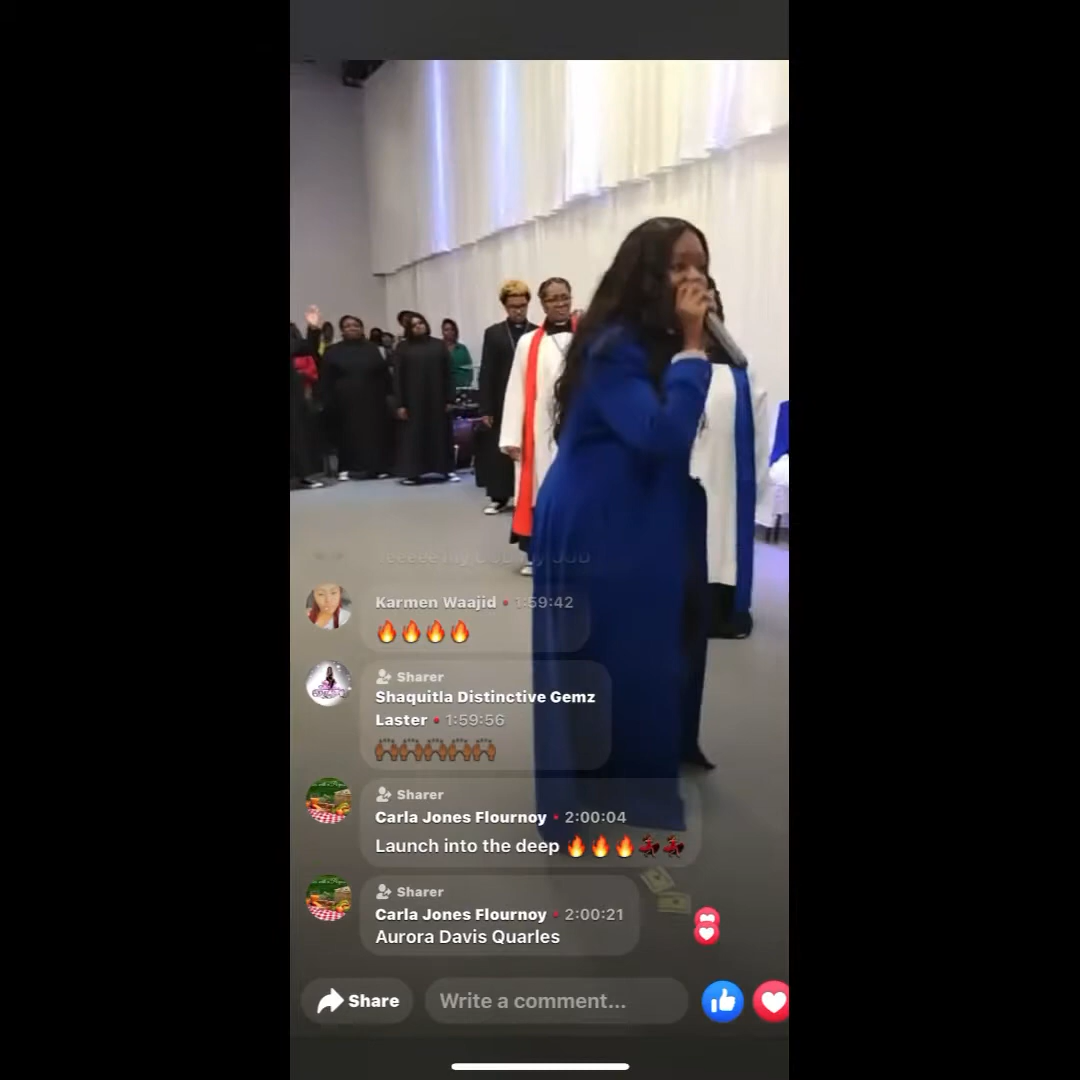 Karmen Waajid • 1:59:42
🔥🔥🔥🔥
Sharer
Shaquitla Distinctive Gemz
Laster • 1:59:56
🙌🏾🙌🏾🙌🏾🙌🏾🙌🏾
Sharer
Carla Jones Flournoy • 2:00:04
Launch into the deep 🔥🔥🔥💃🏾💃🏾
Sharer
Carla Jones Flournoy • 2:00:21
Aurora Davis Quarles
Share
Write a comment...